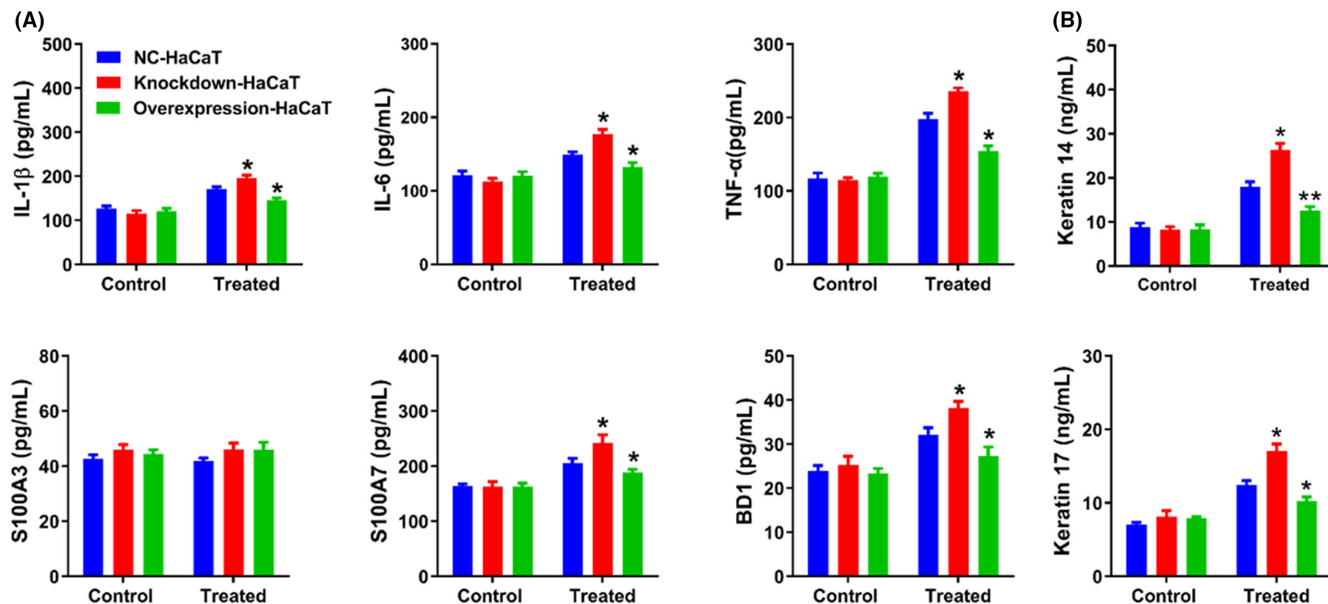 (A)
IL-1β (pg/mL)
500
400
300
200
100
0
NC-HaCaT
Knockdown-HaCaT
Overexpression-HaCaT
*
*
Control Treated
IL-6 (pg/mL)
300
200
100
0
*
*
Control Treated
TNF-α(pg/mL)
300
200
100
0
*
*
Control Treated
(B)
Keratin 14 (ng/mL)
50
40
30
20
10
0
*
**
Control Treated
S100A3 (pg/mL)
80
60
40
20
0
Control Treated
S100A7 (pg/mL)
400
300
200
100
0
*
*
Control Treated
BD1 (pg/mL)
50
40
30
20
10
0
*
*
Control Treated
Keratin 17 (ng/mL)
30
20
10
0
*
*
Control Treated